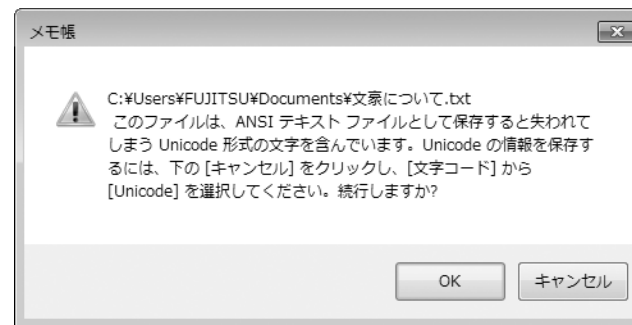 メモ帳
C:¥Users¥FUJITSU¥Documents¥文豪について.txt
このファイルは、ANSI テキスト ファイルとして保存すると失われて
しまう Unicode 形式の文字を含んでいます。Unicode の情報を保存す
るには、下の [キャンセル] をクリックし、[文字コード] から
[Unicode] を選択してください。続行しますか?
OK
キャンセル